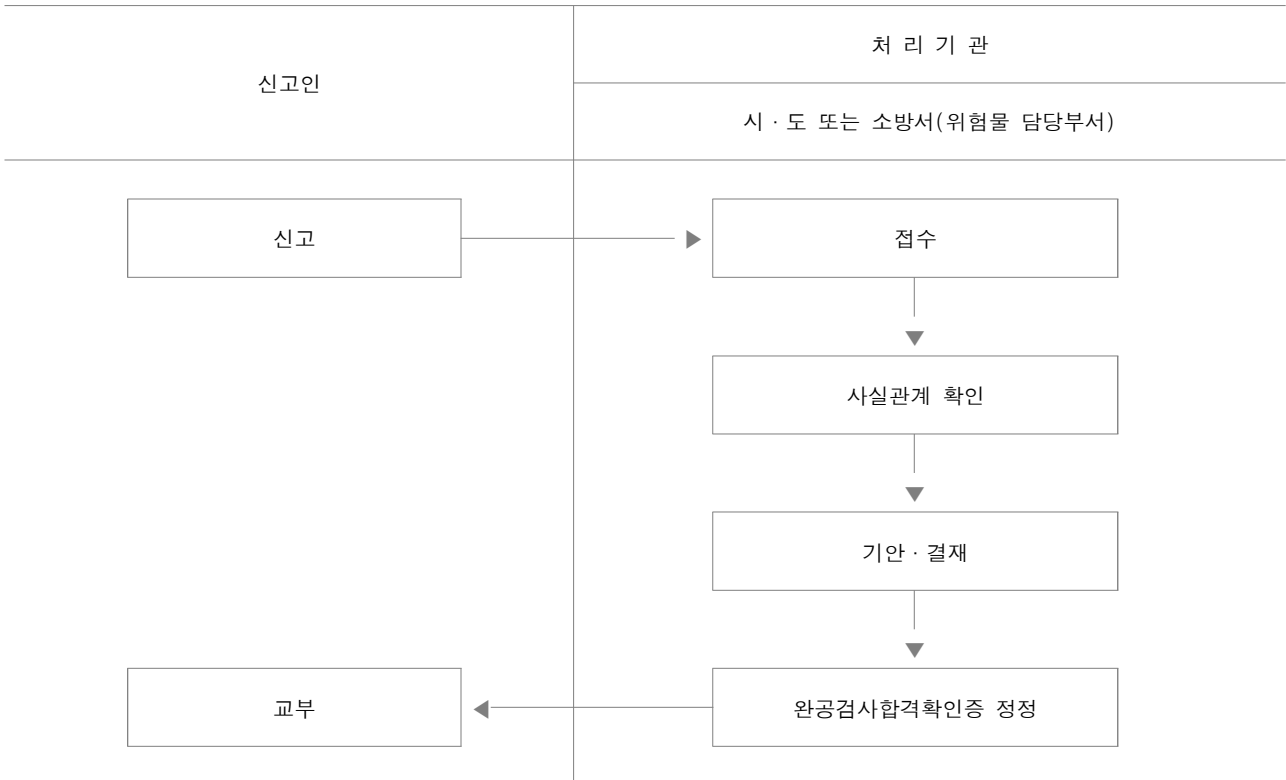 신고인
처 리 기 관
시 · 도 또는 소방서(위험물 담당부서)
신고
접수
사실관계 확인
기안 · 결재
교부
완공검사합격확인증 정정